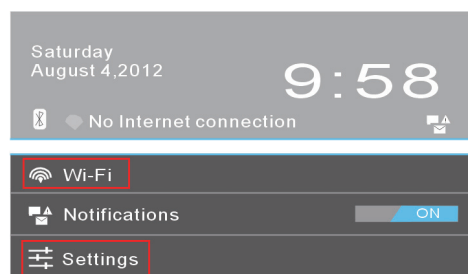 Saturday
August 4,2012
9:58
No Internet connection
Wi-Fi
Notifications
ON
Settings